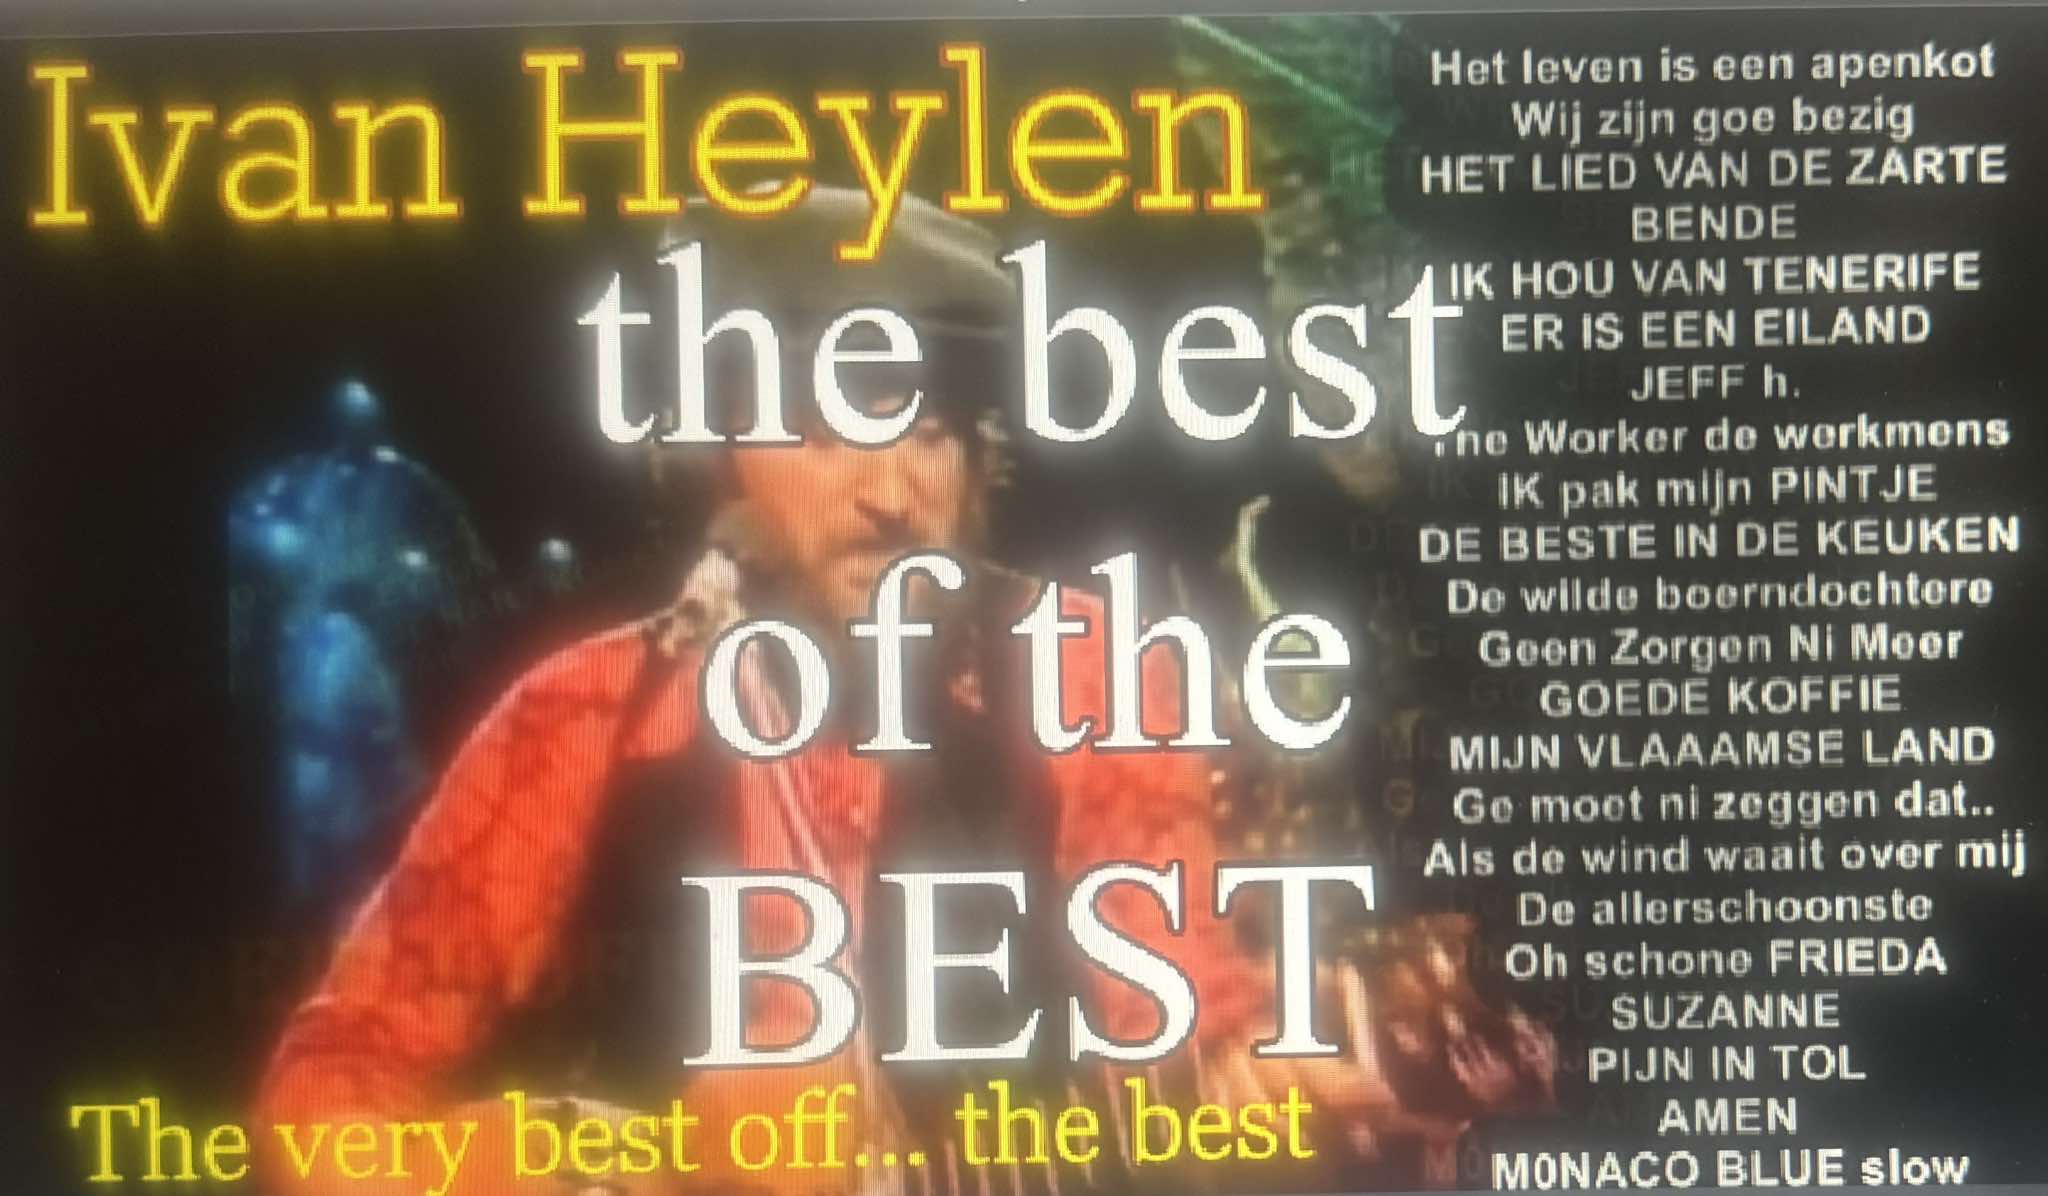 Ivan Heylen
the best
of the
BEST
The very best off... the best
Het leven is een apenkot
Wij zijn goe bezig
HET LIED VAN DE ZARTE
BENDE
IK HOU VAN TENERIFE
ER IS EEN EILAND
JEFF h.
The Worker de werkmens
iK pak mijn PINTJE
DE BESTE IN DE KEUKEN
De wilde boerndochtere
Geen Zorgen Ni Meer
GOEDE KOFFIE
MIJN VLAAAMSE LAND
Ge moet ni zeggen dat..
Als de wind waait over mij
De allerschoonste
Oh schone FRIEDA
SUZANNE
PIJN IN TOL
AMEN
M0NACO BLUE slow